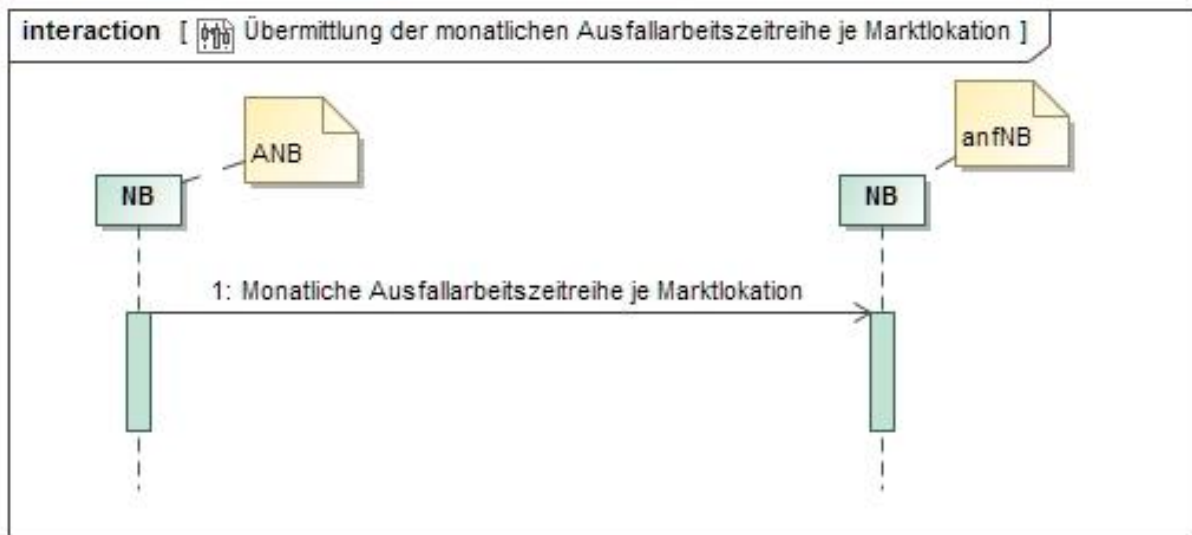 interaction [ Übermittlung der monatlichen Ausfallarbeitszeitreihe je Marktlokation ]
ANB
anfNB
NB
NB
1: Monatliche Ausfallarbeitszeitreihe je Marktlokation